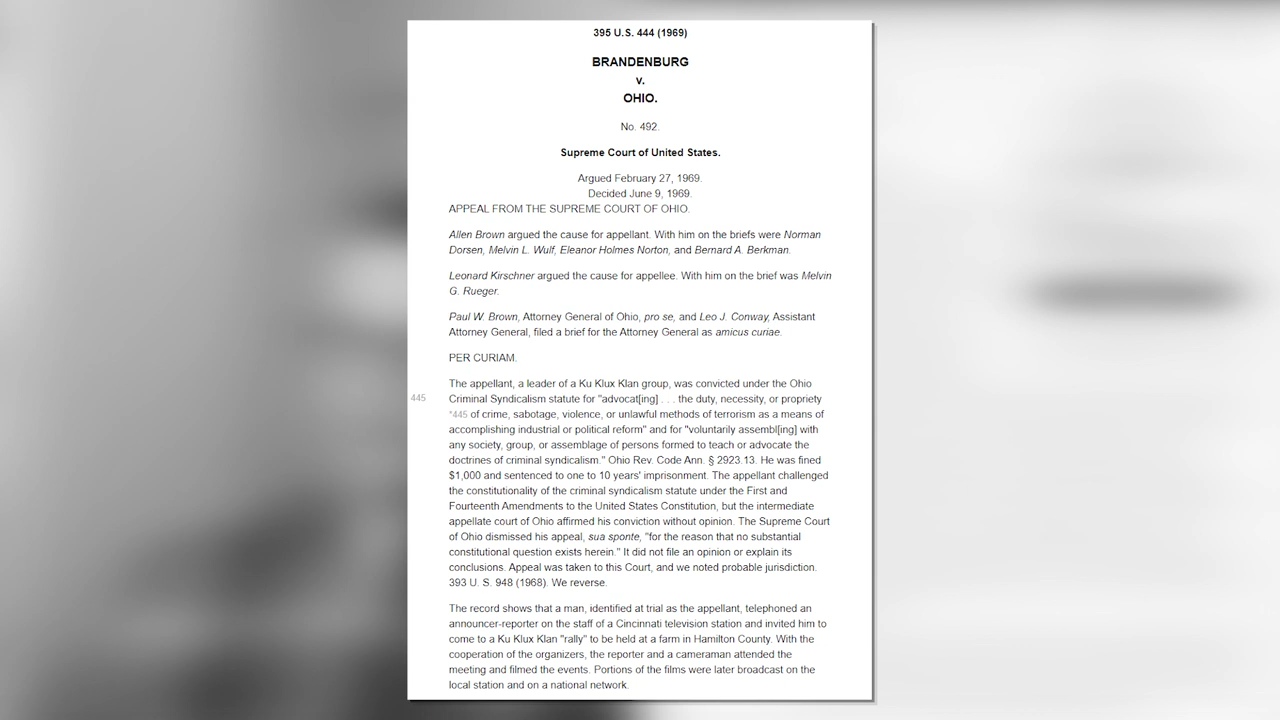 395 U.S. 444 (1969)
BRANDENBURG
v.
OHIO.
No. 492.
Supreme Court of United States.
Argued February 27, 1969.
Decided June 9, 1969.
APPEAL FROM THE SUPREME COURT OF OHIO.
Allen Brown argued the cause for appellant. With him on the briefs were Norman
Dorsen, Melvin L. Wulf, Eleanor Holmes Norton, and Bernard A. Berkman.
Leonard Kirschner argued the cause for appellee. With him on the brief was Melvin
G. Rueger.
Paul W. Brown, Attorney General of Ohio, pro se, and Leo J. Conway, Assistant
Attorney General, filed a brief for the Attorney General as amicus curiae.
PER CURIAM.
The appellant, a leader of a Ku Klux Klan group, was convicted under the Ohio
445 Criminal Syndicalism statute for "advocat[ing] . . . the duty, necessity, or propriety
*445 of crime, sabotage, violence, or unlawful methods of terrorism as a means of
accomplishing industrial or political reform" and for "voluntarily assembl[ing] with
any society, group, or assemblage of persons formed to teach or advocate the
doctrines of criminal syndicalism." Ohio Rev. Code Ann. § 2923.13. He was fined
$1,000 and sentenced to one to 10 years' imprisonment. The appellant challenged
the constitutionality of the criminal syndicalism statute under the First and
Fourteenth Amendments to the United States Constitution, but the intermediate
appellate court of Ohio affirmed his conviction without opinion. The Supreme Court
of Ohio dismissed his appeal, sua sponte, "for the reason that no substantial
constitutional question exists herein." It did not file an opinion or explain its
conclusions. Appeal was taken to this Court, and we noted probable jurisdiction.
393 U. S. 948 (1968). We reverse.
The record shows that a man, identified at trial as the appellant, telephoned an
announcer-reporter on the staff of a Cincinnati television station and invited him to
come to a Ku Klux Klan "rally" to be held at a farm in Hamilton County. With the
cooperation of the organizers, the reporter and a cameraman attended the
meeting and filmed the events. Portions of the films were later broadcast on the
local station and on a national network.